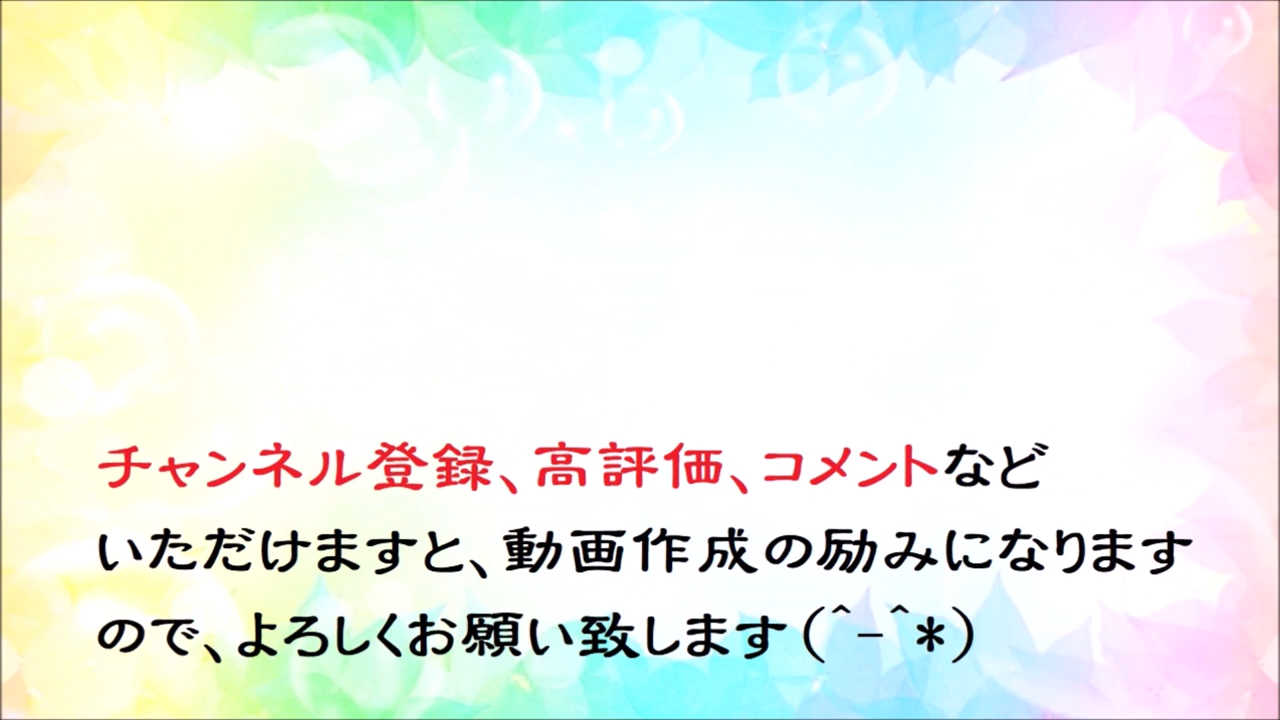 チャンネル登録、高評価、コメントなど
いただけますと、動画作成の励みになります
ので、よろしくお願い致します(^-^*)